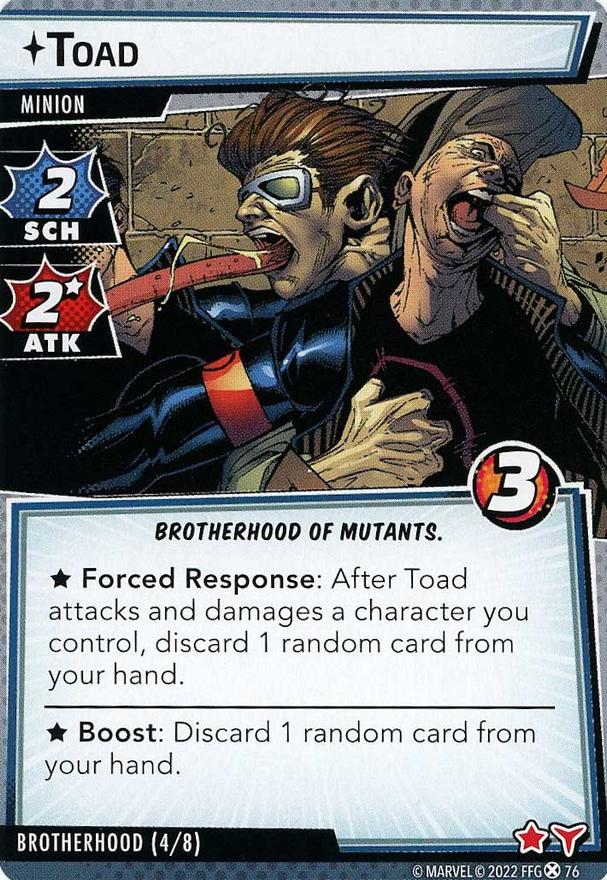 TOAD
MINION
2
SCH
2
ATK
3
BROTHERHOOD OF MUTANTS.
★ Forced Response: After Toad
attacks and damages a character you
control, discard 1 random card from
your hand.
★ Boost: Discard 1 random card from
your hand.
BROTHERHOOD (4/8)
© MARVEL © 2022 FFG 76